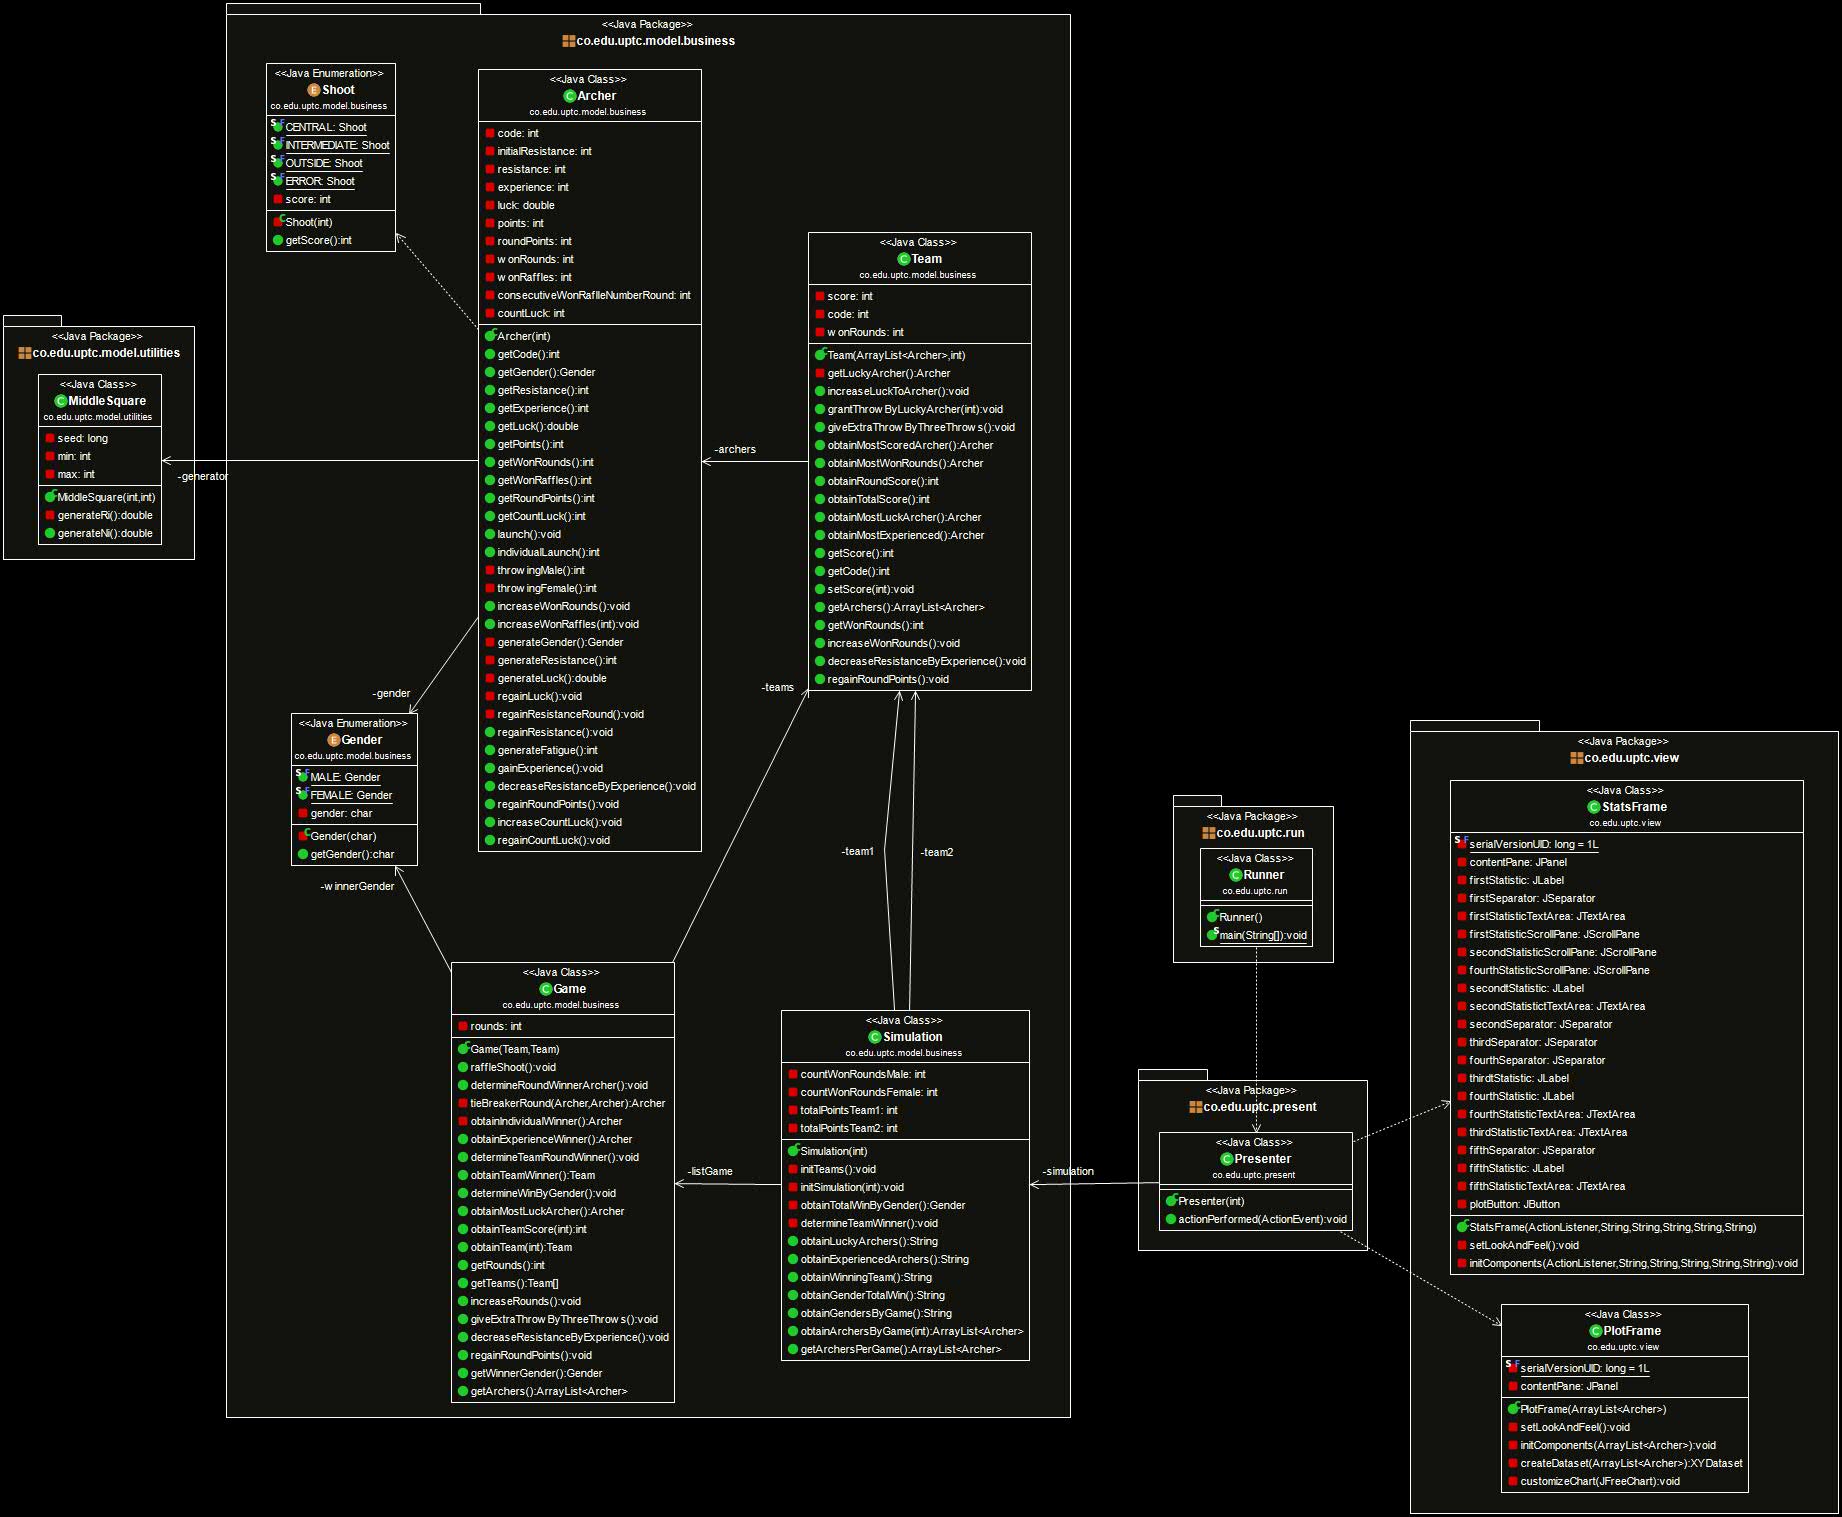 <<Java Package>>
co.edu.uptc.model.business
<<Java Enumeration>>
Shoot
co.edu.uptc.model.business
CENTRAL: Shoot
INTERMEDIATE: Shoot
OUTSIDE: Shoot
ERROR: Shoot
score: int
Shoot(int)
getScore():int
<<Java Class>>
Archer
co.edu.uptc.model.business
code: int
initialResistance: int
resistance: int
experience: int
luck: double
points: int
roundPoints: int
wonRounds: int
wonRaffles: int
consecutiveWonRaflleNumberRound: int
countLuck: int
Archer(int)
getCode():int
getGender():Gender
getResistance():int
getExperience():int
getLuck():double
getPoints():int
getWonRounds():int
getWonRaffles():int
getRoundPoints():int
getCountLuck():int
launch():void
individualLaunch():int
throwingMale():int
throwingFemale():int
increaseWonRounds():void
increaseWonRaffles(int):void
generateGender():Gender
generateResistance():int
generateLuck():double
regainLuck():void
regainResistanceRound():void
regainResistance():void
generateFatigue():int
gainExperience():void
decreaseResistanceByExperience():void
regainRoundPoints():void
increaseCountLuck():void
regainCountLuck():void
<<Java Class>>
Team
co.edu.uptc.model.business
score: int
code: int
wonRounds: int
Team(ArrayList<Archer>,int)
getLuckyArcher():Archer
increaseLuckToArcher():void
grantThrowByLuckyArcher(int):void
giveExtraThrowByThreeThrows():void
obtainMostScoredArcher():Archer
obtainMostWonRounds():Archer
obtainRoundScore():int
obtainTotalScore():int
obtainMostLuckArcher():Archer
obtainMostExperienced():Archer
getScore():int
getCode():int
setScore(int):void
getArchers():ArrayList<Archer>
getWonRounds():int
increaseWonRounds():void
decreaseResistanceByExperience():void
regainRoundPoints():void
<<Java Package>>
co.edu.uptc.model.utilities
<<Java Class>>
MiddleSquare
co.edu.uptc.model.utilities
seed: long
min: int
max: int
MiddleSquare(int,int)
generateRi():double
generateNi():double
-generator
-archers
-gender
-teams
<<Java Enumeration>>
Gender
co.edu.uptc.model.business
MALE: Gender
FEMALE: Gender
gender: char
Gender(char)
getGender():char
-winnerGender
-team1
-team2
<<Java Class>>
Game
co.edu.uptc.model.business
rounds: int
Game(Team,Team)
raffleShoot():void
determineRoundWinnerArcher():void
tieBreakerRound(Archer,Archer):Archer
obtainIndividualWinner():Archer
obtainExperienceWinner():Archer
determineTeamRoundWinner():void
obtainTeamWinner():Team
determineWinByGender():void
obtainMostLuckArcher():Archer
obtainTeamScore(int):int
obtainTeam(int):Team
getRounds():int
getTeams():Team[]
increaseRounds():void
giveExtraThrowByThreeThrows():void
decreaseResistanceByExperience():void
regainRoundPoints():void
getWinnerGender():Gender
getArchers():ArrayList<Archer>
-listGame
<<Java Class>>
Simulation
co.edu.uptc.model.business
countWonRoundsMale: int
countWonRoundsFemale: int
totalPointsTeam1: int
totalPointsTeam2: int
Simulation(int)
initTeams():void
initSimulation(int):void
obtainTotalWinByGender():Gender
determineTeamWinner():void
obtainLuckyArchers():String
obtainExperiencedArchers():String
obtainWinningTeam():String
obtainGenderTotalWin():String
obtainGendersByGame():String
obtainArchersByGame(int):ArrayList<Archer>
getArchersPerGame():ArrayList<Archer>
-simulation
<<Java Package>>
co.edu.uptc.run
<<Java Class>>
Runner
co.edu.uptc.run
Runner()
main(String[]):void
<<Java Package>>
co.edu.uptc.present
<<Java Class>>
Presenter
co.edu.uptc.present
Presenter(int)
actionPerformed(ActionEvent):void
<<Java Package>>
co.edu.uptc.view
<<Java Class>>
StatsFrame
co.edu.uptc.view
serialVersionUID: long = 1L
contentPane: JPanel
firstStatistic: JLabel
firstSeparator: JSeparator
firstStatisticTextArea: JTextArea
firstStatisticScrollPane: JScrollPane
secondStatisticScrollPane: JScrollPane
fourthStatisticScrollPane: JScrollPane
secondtStatistic: JLabel
secondStatistictTextArea: JTextArea
secondSeparator: JSeparator
thirdSeparator: JSeparator
fourthSeparator: JSeparator
thirdtStatistic: JLabel
fourthStatistic: JLabel
fourthStatisticTextArea: JTextArea
thirdStatisticTextArea: JTextArea
fifthSeparator: JSeparator
fifthStatistic: JLabel
fifthStatisticTextArea: JTextArea
plotButton: JButton
StatsFrame(ActionListener,String,String,String,String,String)
setLookAndFeel():void
initComponents(ActionListener,String,String,String,String,String):void
<<Java Class>>
PlotFrame
co.edu.uptc.view
serialVersionUID: long = 1L
contentPane: JPanel
PlotFrame(ArrayList<Archer>)
setLookAndFeel():void
initComponents(ArrayList<Archer>):void
createDataset(ArrayList<Archer>):XYDataset
customizeChart(JFreeChart):void